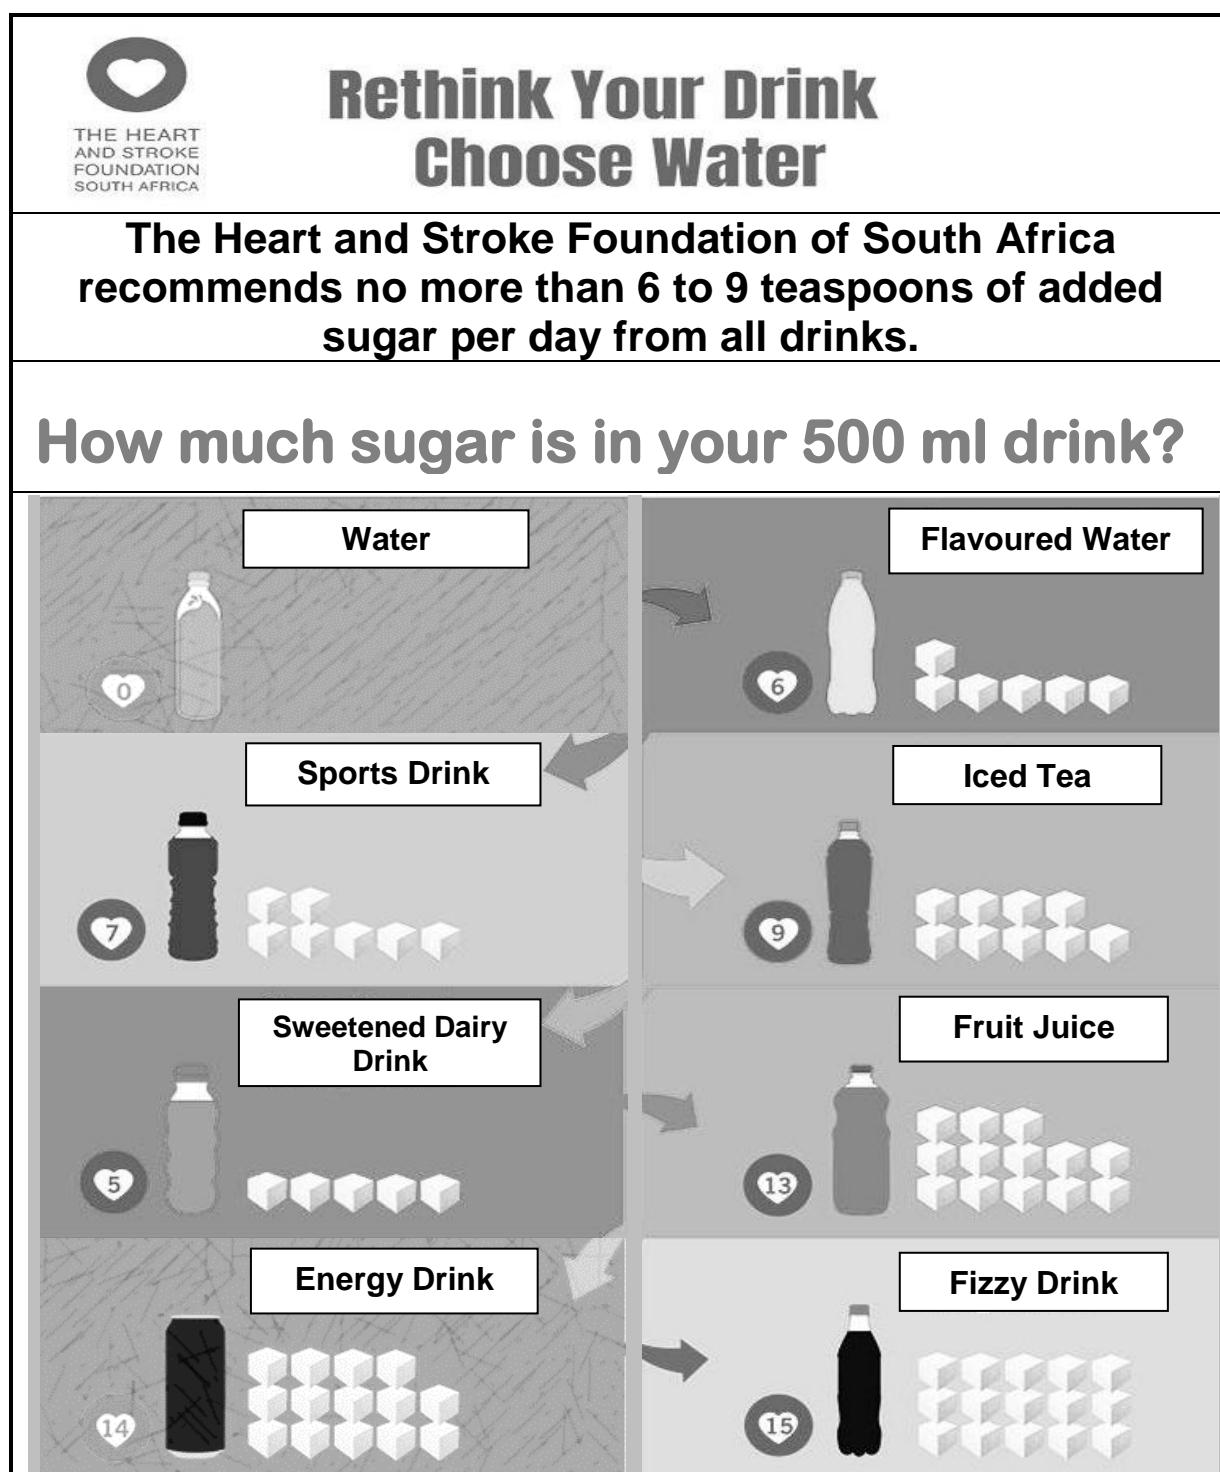 THE HEART
AND STROKE
FOUNDATION
SOUTH AFRICA
Rethink Your Drink
Choose Water
The Heart and Stroke Foundation of South Africa
recommends no more than 6 to 9 teaspoons of added
sugar per day from all drinks.
How much sugar is in your 500 ml drink?
Water
0
Flavoured Water
6
Sports Drink
7
Iced Tea
9
Sweetened Dairy
Drink
5
Fruit Juice
13
Energy Drink
14
Fizzy Drink
15